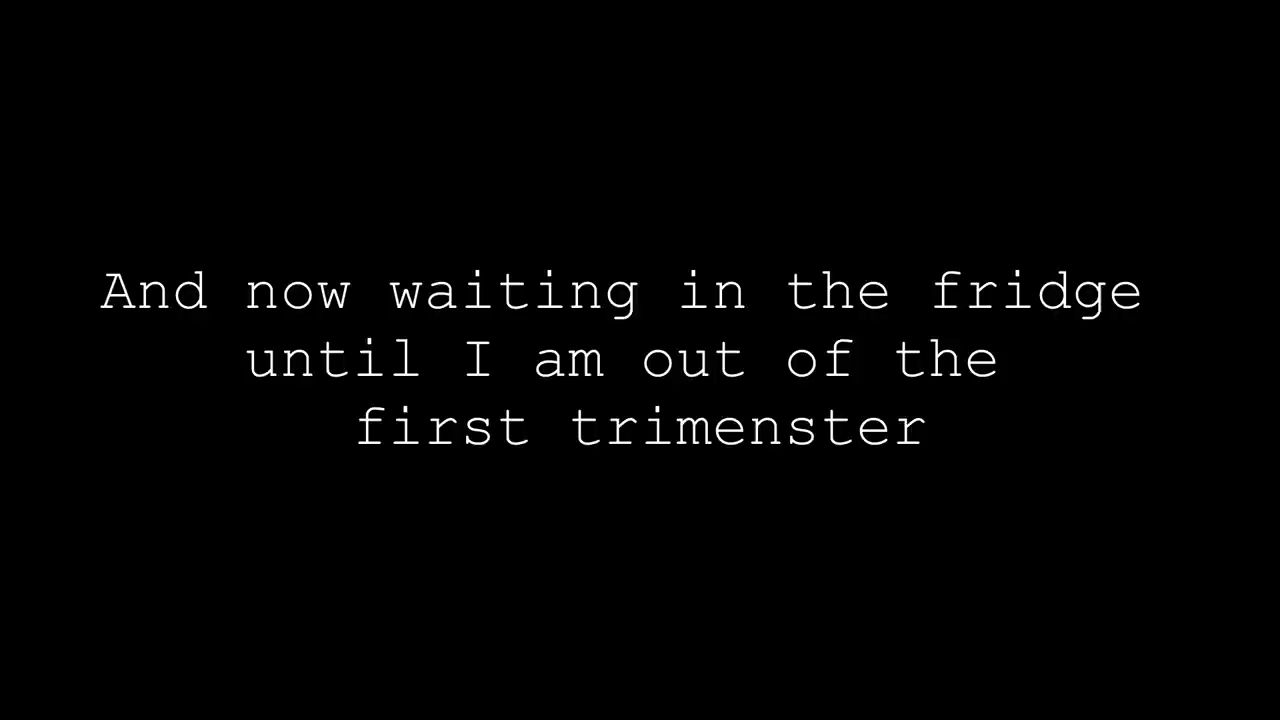 And now waiting in the fridge
until I am out of the
first trimenster